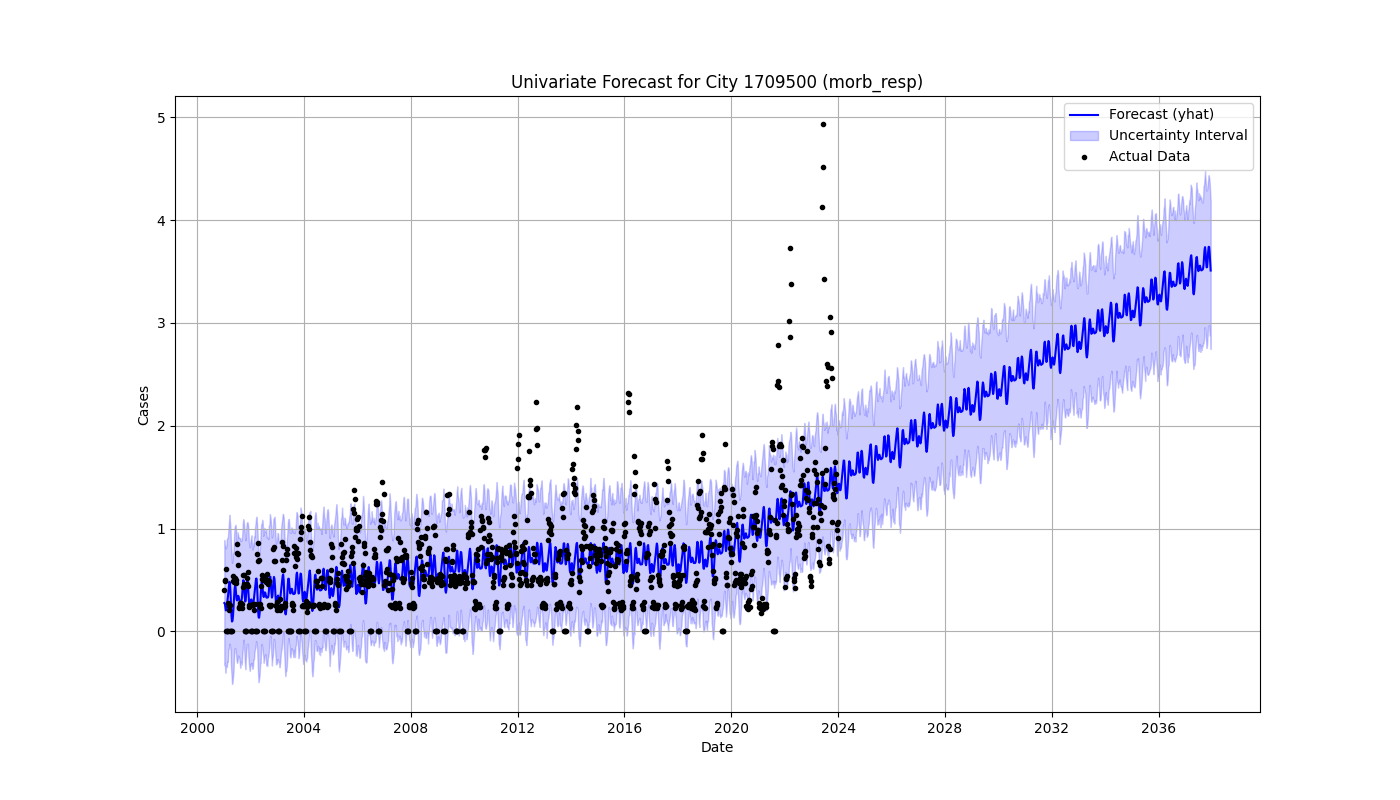 Univariate Forecast for City 1709500 (morb_resp)
Forecast (yhat)
Uncertainty Interval
Actual Data
5
4
3
2
1
0
Cases
2000 2004 2008 2012 2016 2020 2024 2028 2032 2036
Date